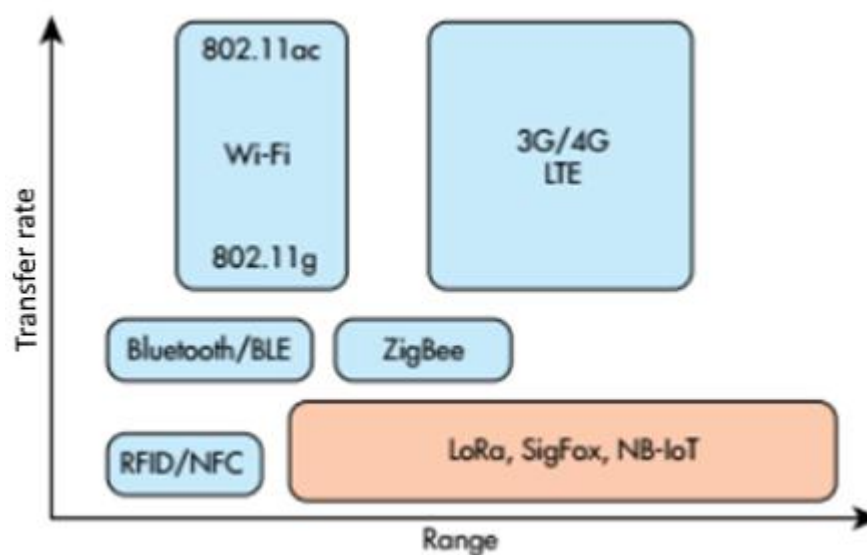 Transfer rate
802.11ac
Wi-Fi
802.11g
3G/4G
LTE
Bluetooth/BLE
ZigBee
RFID/NFC
LoRa, SigFox, NB-IoT
Range